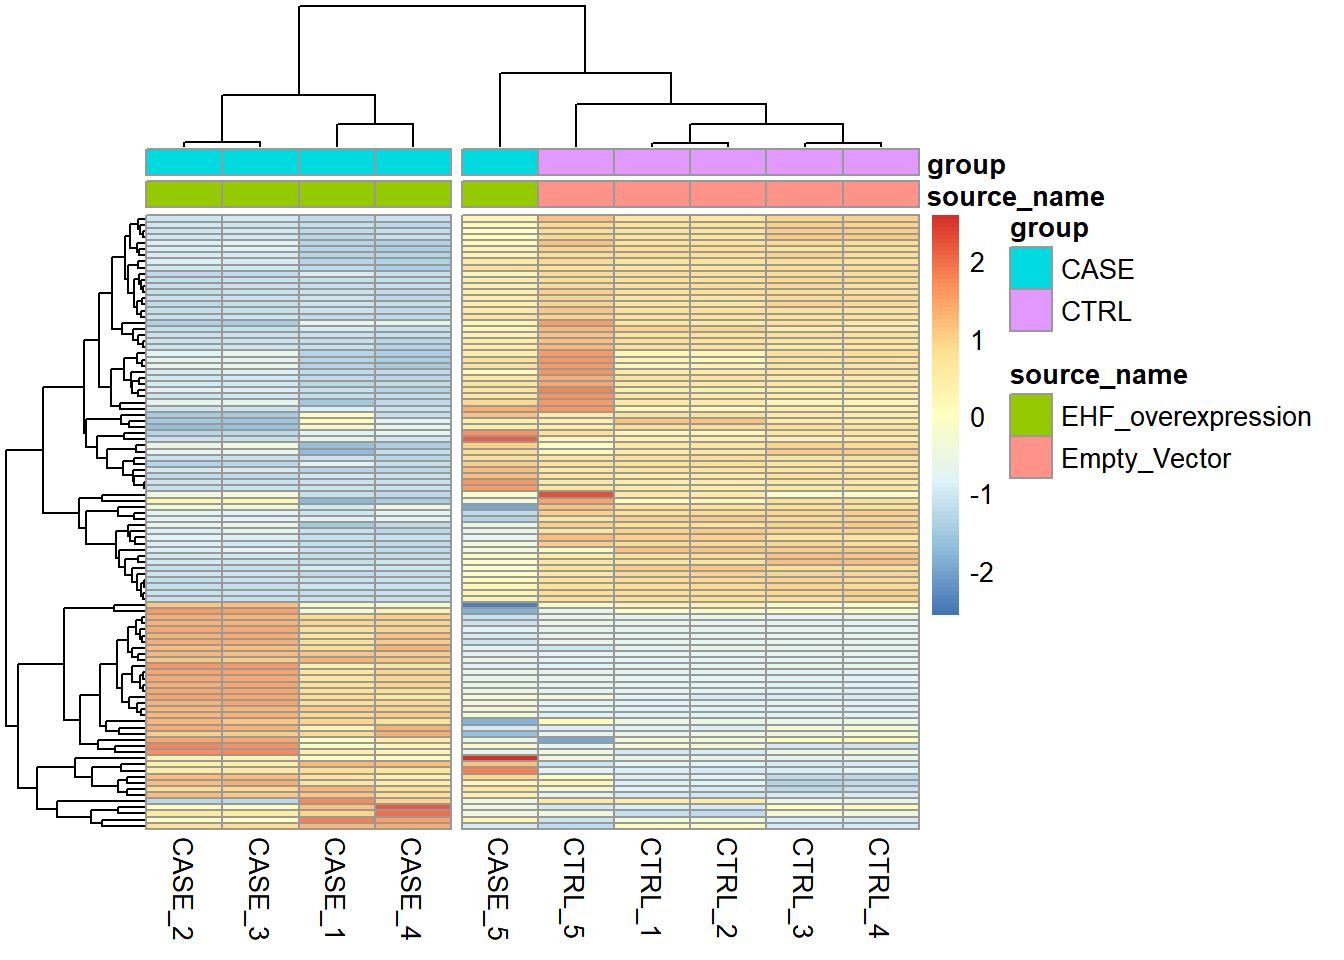 group
source_name
group
CASE
CTRL
source_name
EHF_overexpression
Empty_Vector
2
1
0
-1
-2
CASE_2
CASE_3
CASE_1
CASE_4
CASE_5
CTRL_5
CTRL_1
CTRL_2
CTRL_3
CTRL_4